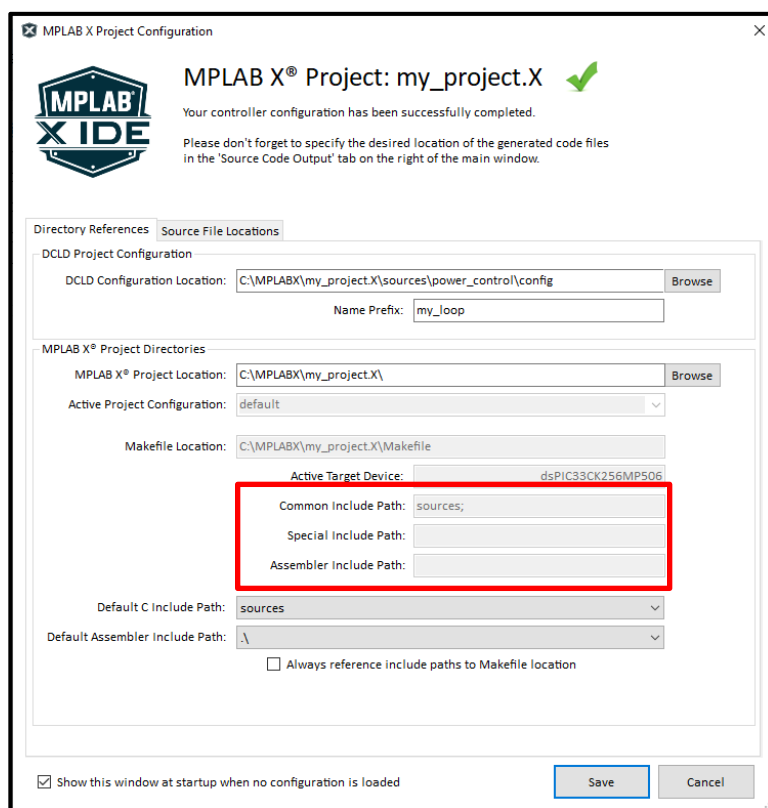 MPLAB X Project Configuration
MPLAB®
X IDE
MPLAB X® Project: my_project.X
Your controller configuration has been successfully completed.
Please don't forget to specify the desired location of the generated code files
in the 'Source Code Output' tab on the right of the main window.
Directory References Source File Locations
DCLD Project Configuration
DCLD Configuration Location: C:\MPLABX\my_project.X\sources\power_control\config Browse
Name Prefix: my_loop
MPLAB X® Project Directories
MPLAB X® Project Location: C:\MPLABX\my_project.X\ Browse
Active Project Configuration: default
Makefile Location: C:\MPLABX\my_project.X\Makefile
Active Target Device: dsPIC33CK256MP506
Common Include Path: sources;
Special Include Path:
Assembler Include Path:
Default C Include Path: sources
Default Assembler Include Path: .\
Always reference include paths to Makefile location
Show this window at startup when no configuration is loaded Save Cancel